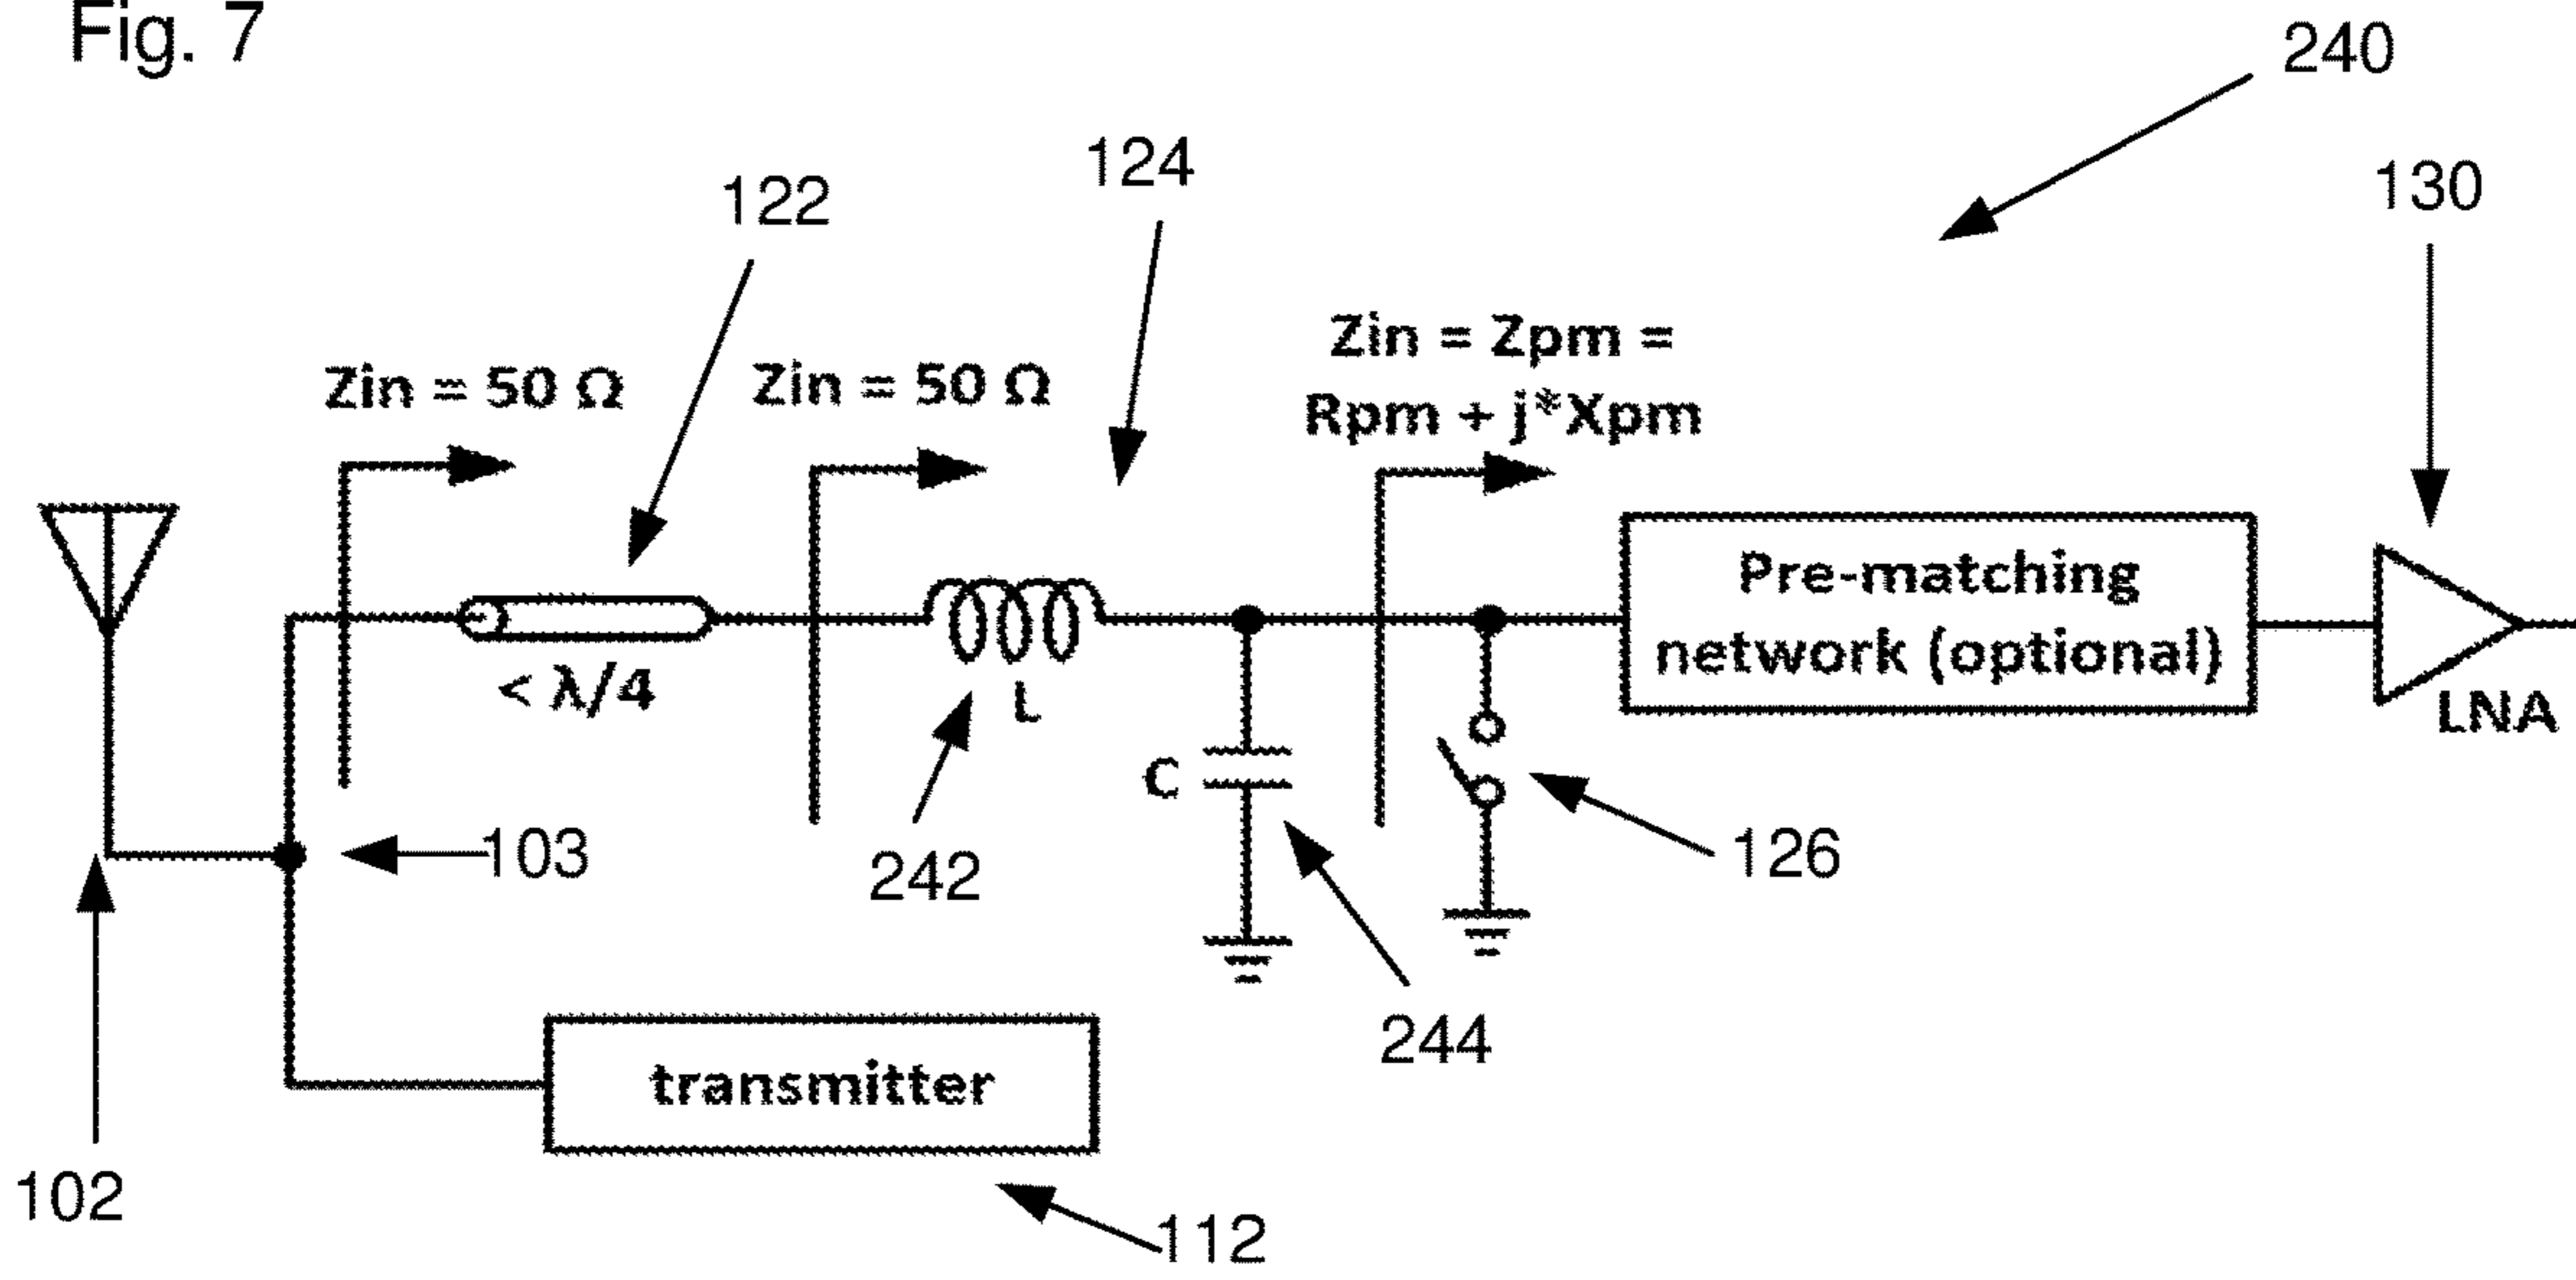 Fig. 7
240
124
130
122
Zin = Zpm =
Rpm + j*Xpm
Zin = 50 Ω
Zin = 50 Ω
Pre-matching
network (optional)
< λ/4
L
LNA
C
103
242
126
244
transmitter
102
112